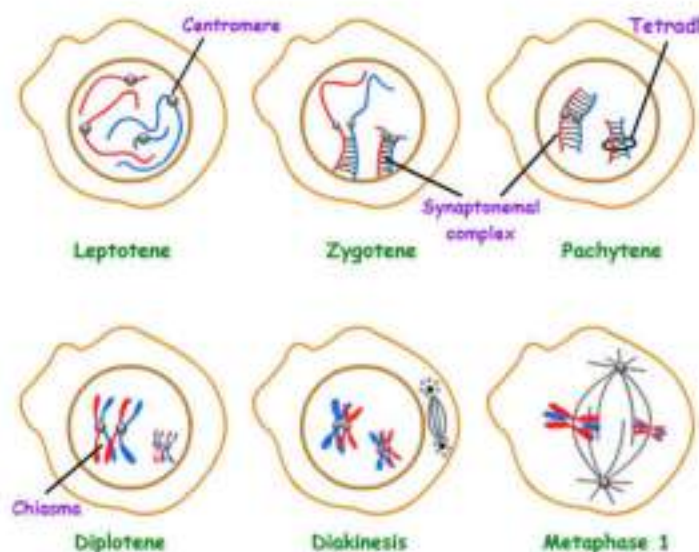 Centromere
Tetrad
Synaptonemal
complex
Leptotene
Zygotene
Pachytene
Chiasma
Diplotene
Diakinesis
Metaphase 1